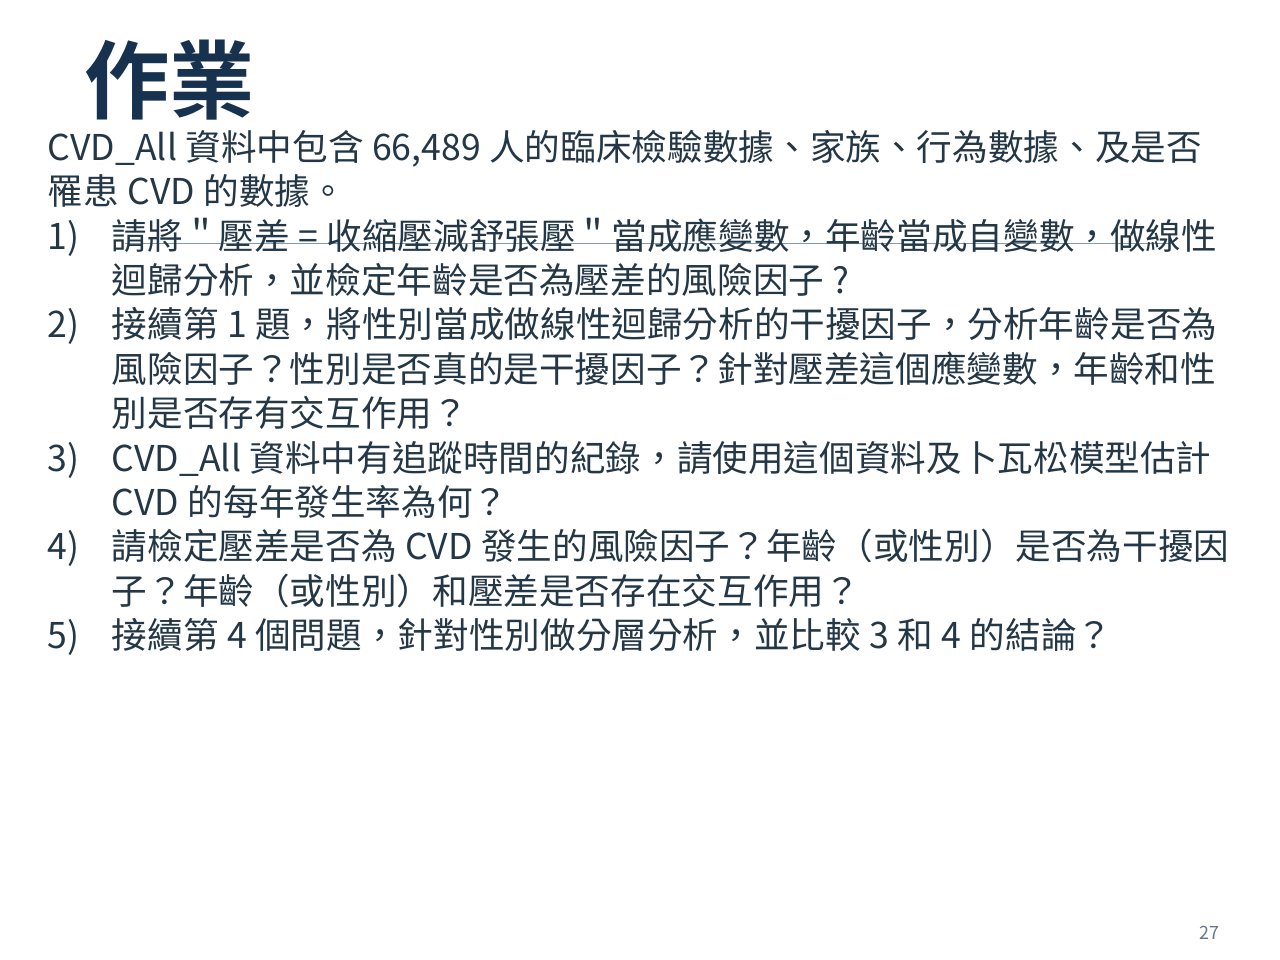 作業
CVD_All 資料中包含 66,489 人的臨床檢驗數據、家族、行為數據、及是否
罹患 CVD 的數據。
1) 請將 " 壓差 = 收縮壓減舒張壓 " 當成應變數，年齡當成自變數，做線性
迴歸分析，並檢定年齡是否為壓差的風險因子 ?
2) 接續第 1 題，將性別當成做線性迴歸分析的干擾因子，分析年齡是否為
風險因子？性別是否真的是干擾因子？針對壓差這個應變數，年齡和性
別是否存有交互作用？
3) CVD_All 資料中有追蹤時間的紀錄，請使用這個資料及卜瓦松模型估計
CVD 的每年發生率為何？
4) 請檢定壓差是否為 CVD 發生的風險因子？年齡（或性別）是否為干擾因
子？年齡（或性別）和壓差是否存在交互作用？
5) 接續第 4 個問題，針對性別做分層分析，並比較 3 和 4 的結論？
27